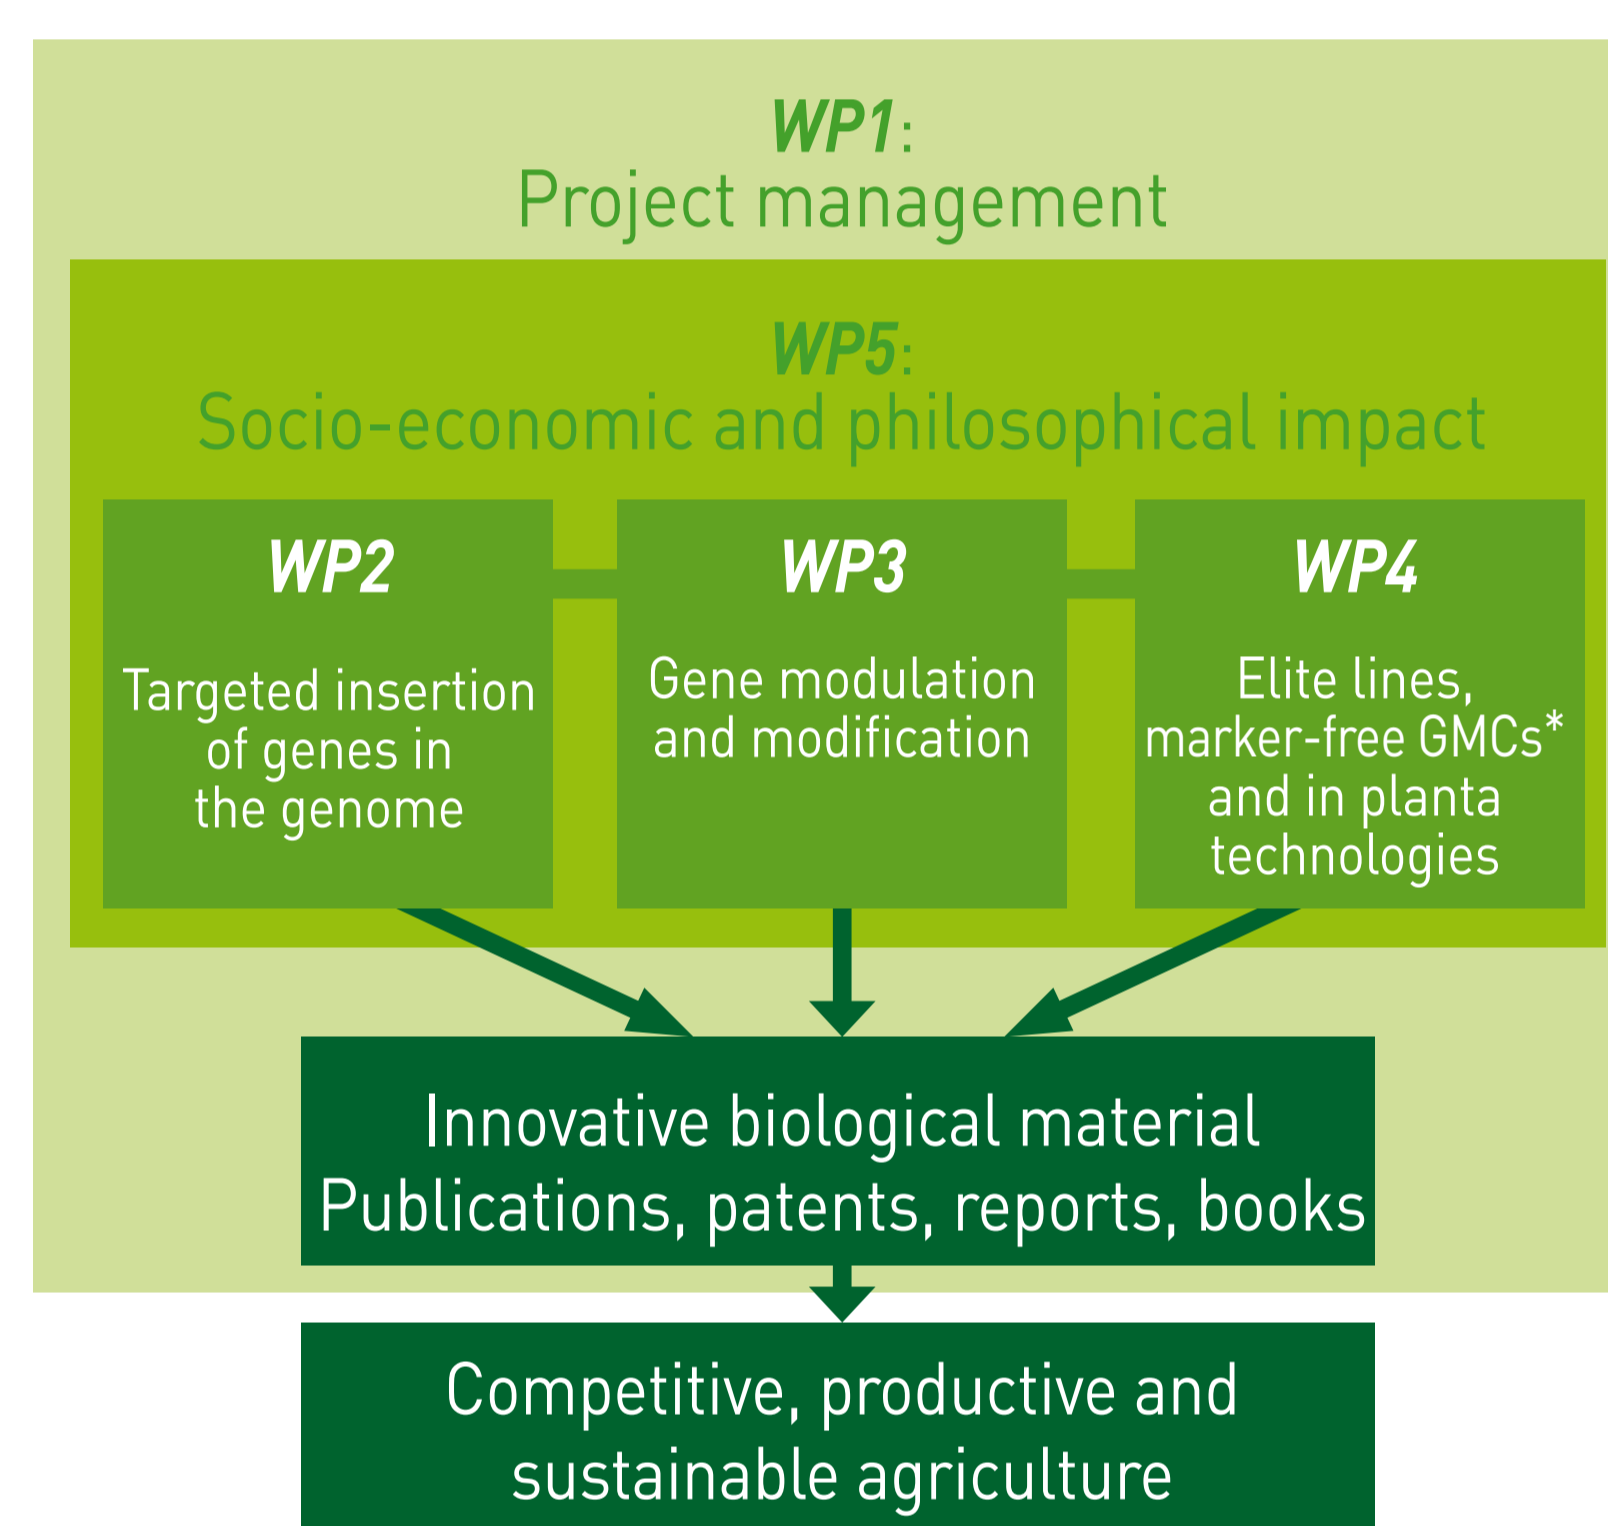 WP1:
Project management
WP5:
Socio-economic and philosophical impact
WP2
Targeted insertion
of genes in
the genome
WP3
Gene modulation
and modification
WP4
Elite lines,
marker-free GMCs*
and in planta
technologies
Innovative biological material
Publications, patents, reports, books
Competitive, productive and
sustainable agriculture